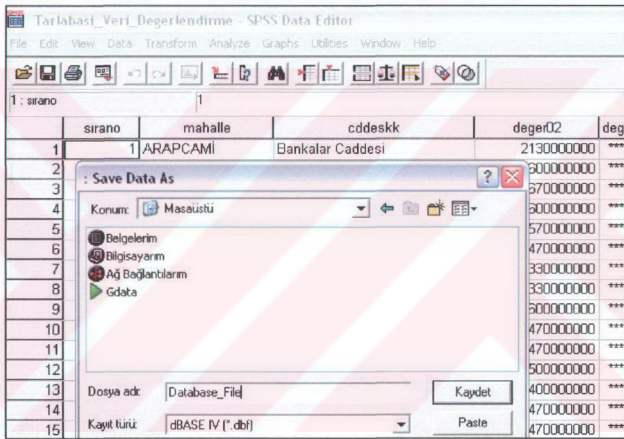 Tarlabasi_Veri_Degerlendirme - SPSS Data Editor
File Edit View Data Transform Analyze Graphs Utilities Window Help
1 : sırano 1
sırano mahalle cddeskk deger02 deg
1 1 ARAPCAMİ Bankalar Caddesi 2130000000 ***
2 600000000 ***
3 670000000 ***
4 600000000 ***
5 570000000 ***
6 470000000 ***
7 330000000 ***
8 330000000 ***
9 600000000 ***
10 470000000 ***
11 470000000 ***
12 500000000 ***
13 400000000 ***
14 470000000 ***
15 470000000 ***
: Save Data As
Konum: Masaüstü
Belgelerim
Bilgisayarım
Ağ Bağlantılarım
Gdata
Dosya adı: Database_File Kaydet
Kayıt türü: dBASE IV (*.dbf) Paste